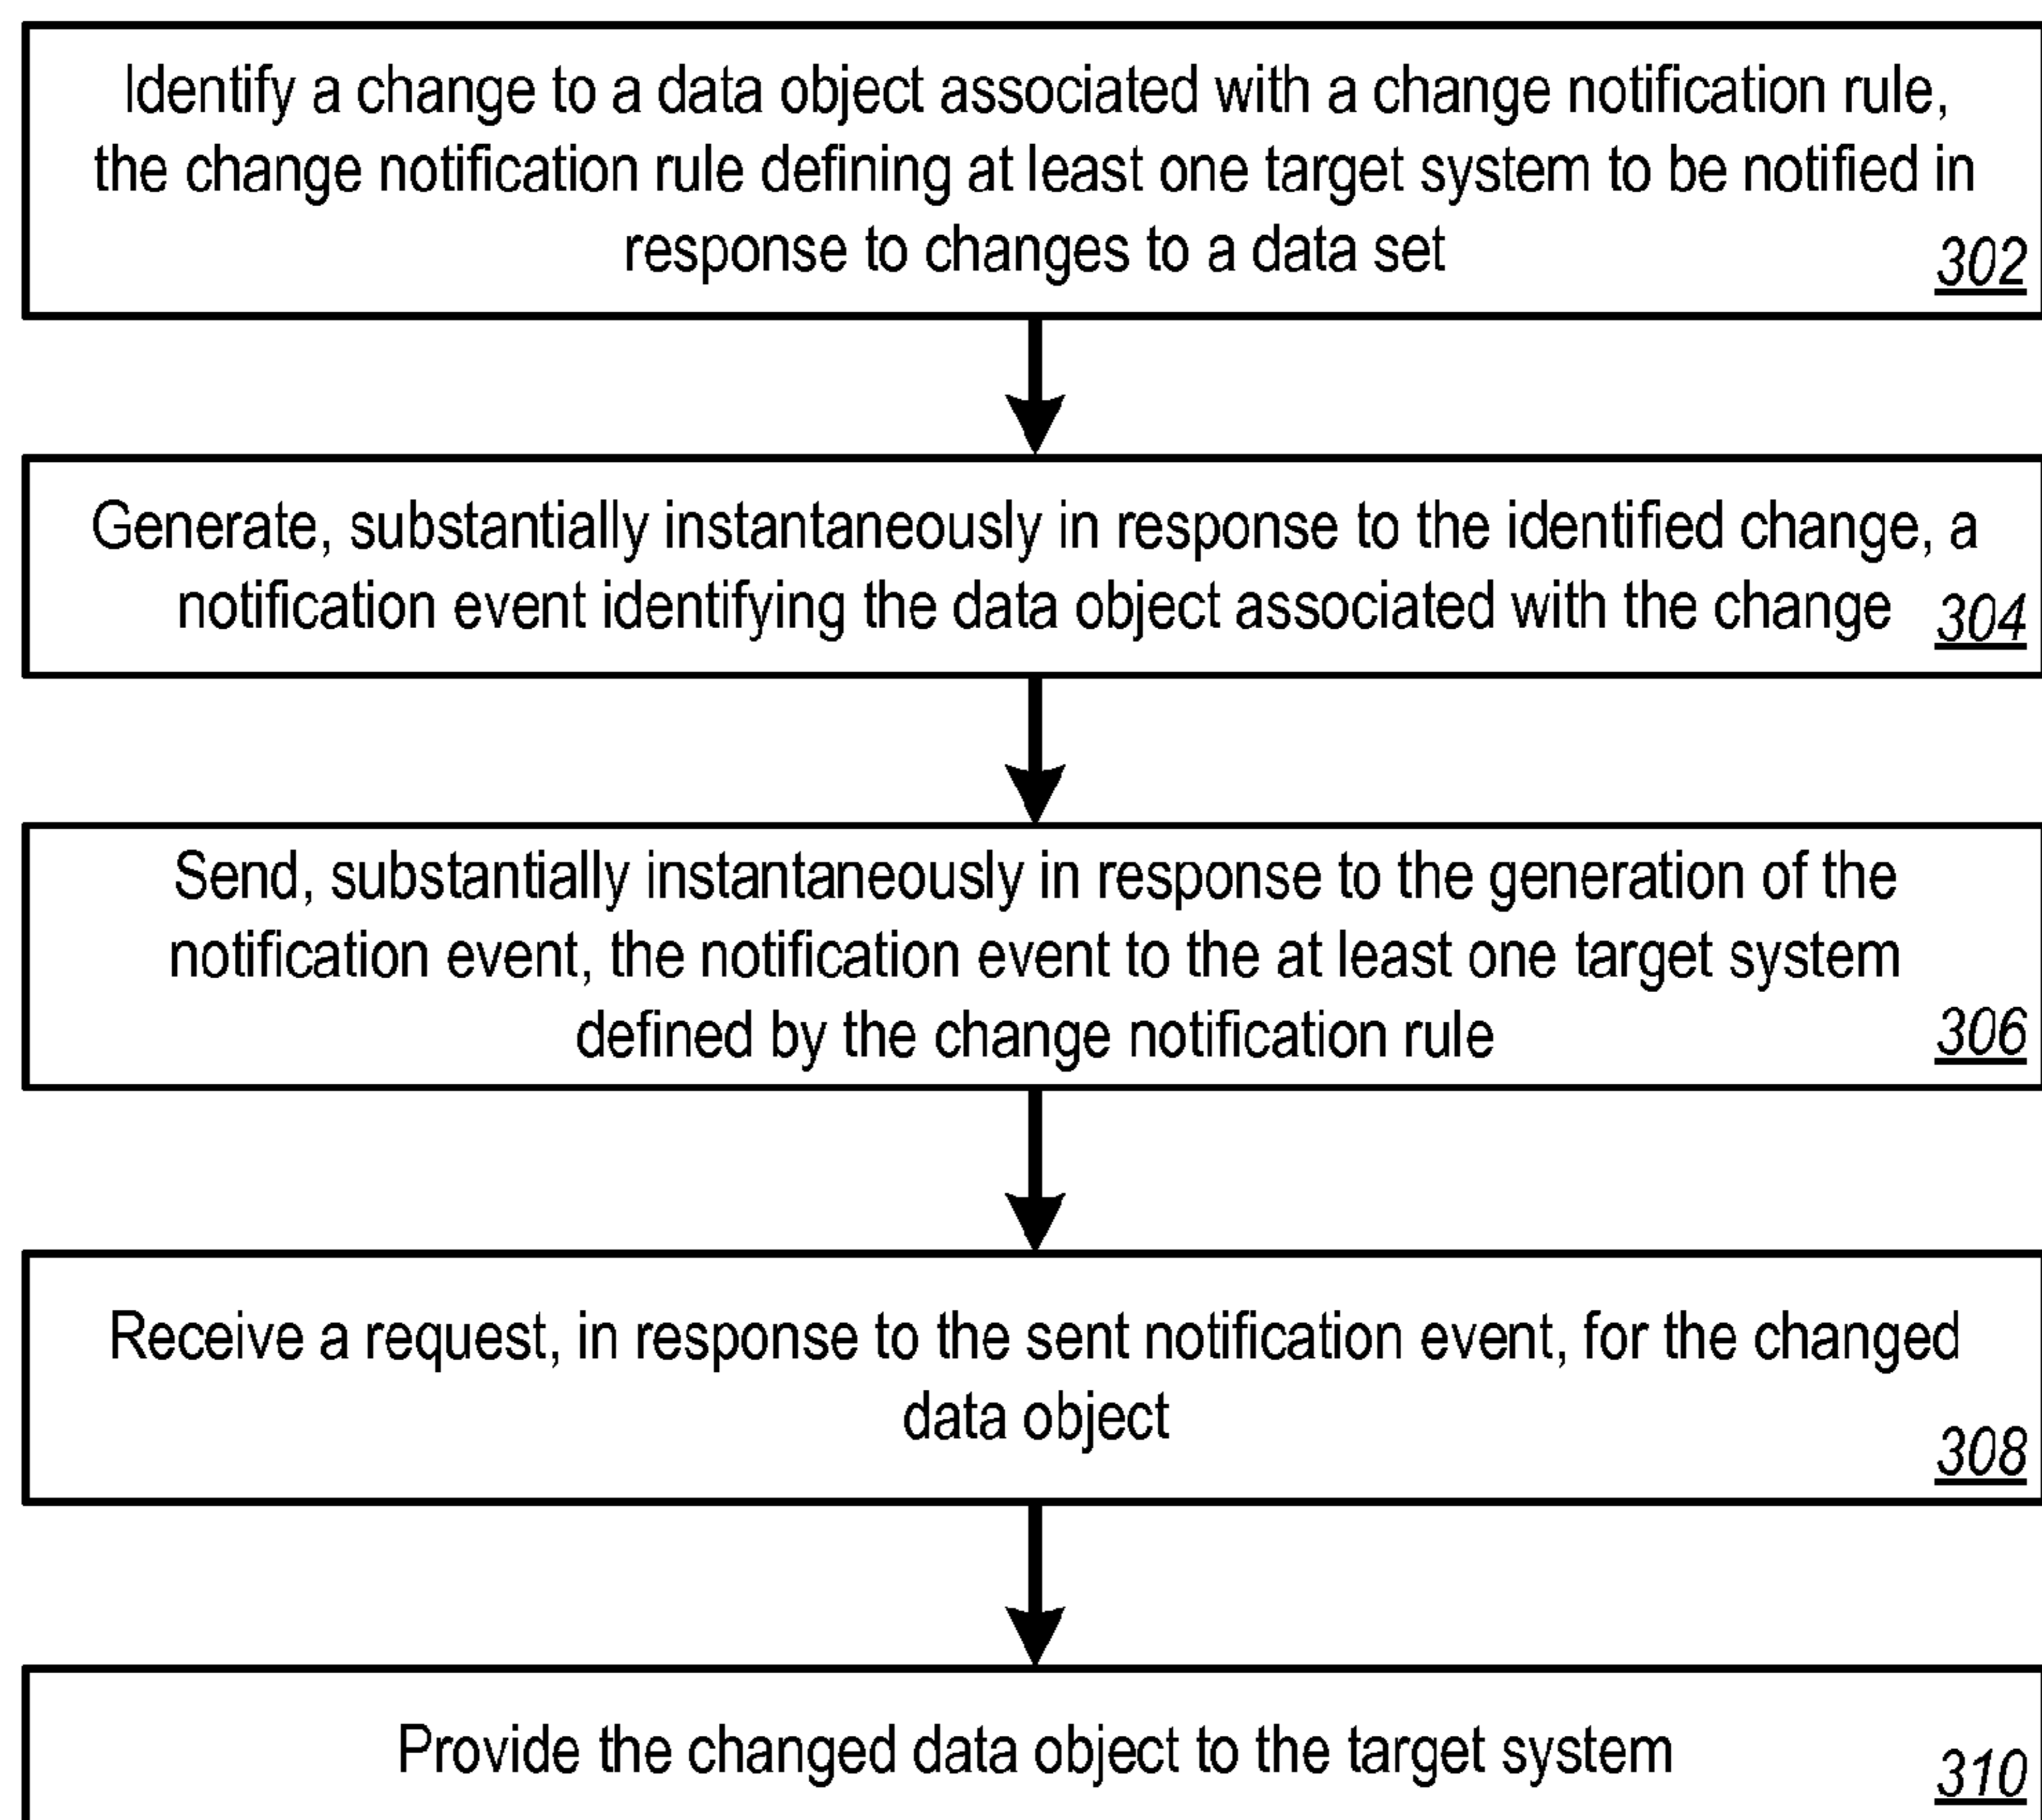 Identify a change to a data object associated with a change notification rule,
the change notification rule defining at least one target system to be notified in
response to changes to a data set
302
Generate, substantially instantaneously in response to the identified change, a
notification event identifying the data object associated with the change 304
Send, substantially instantaneously in response to the generation of the
notification event, the notification event to the at least one target system
defined by the change notification rule
306
Receive a request, in response to the sent notification event, for the changed
data object
308
Provide the changed data object to the target system
310